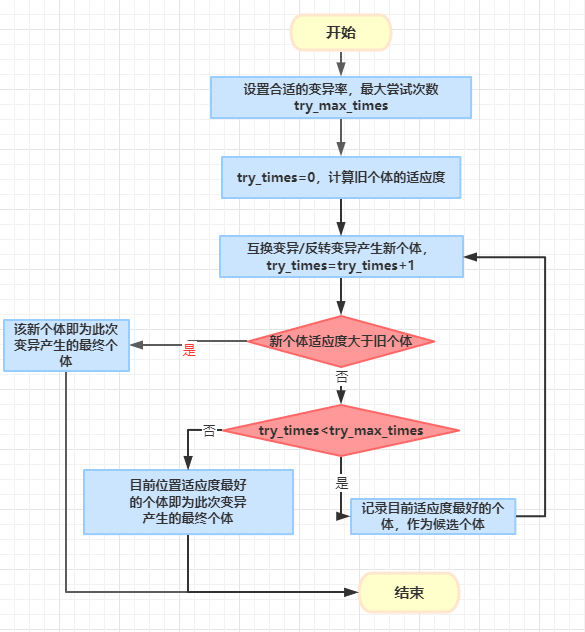 开始
设置合适的变异率，最大尝试次数
try_max_times
try_times=0，计算旧个体的适应度
互换变异/反转变异产生新个体，
try_times=try_times+1
新个体适应度大于旧个体
是
该新个体即为此次
变异产生的最终个
体
否
try_times<try_max_times
否
是
目前位置适应度最好
的个体即为此次变异
产生的最终个体
记录目前适应度最好的个
体，作为候选个体
结束